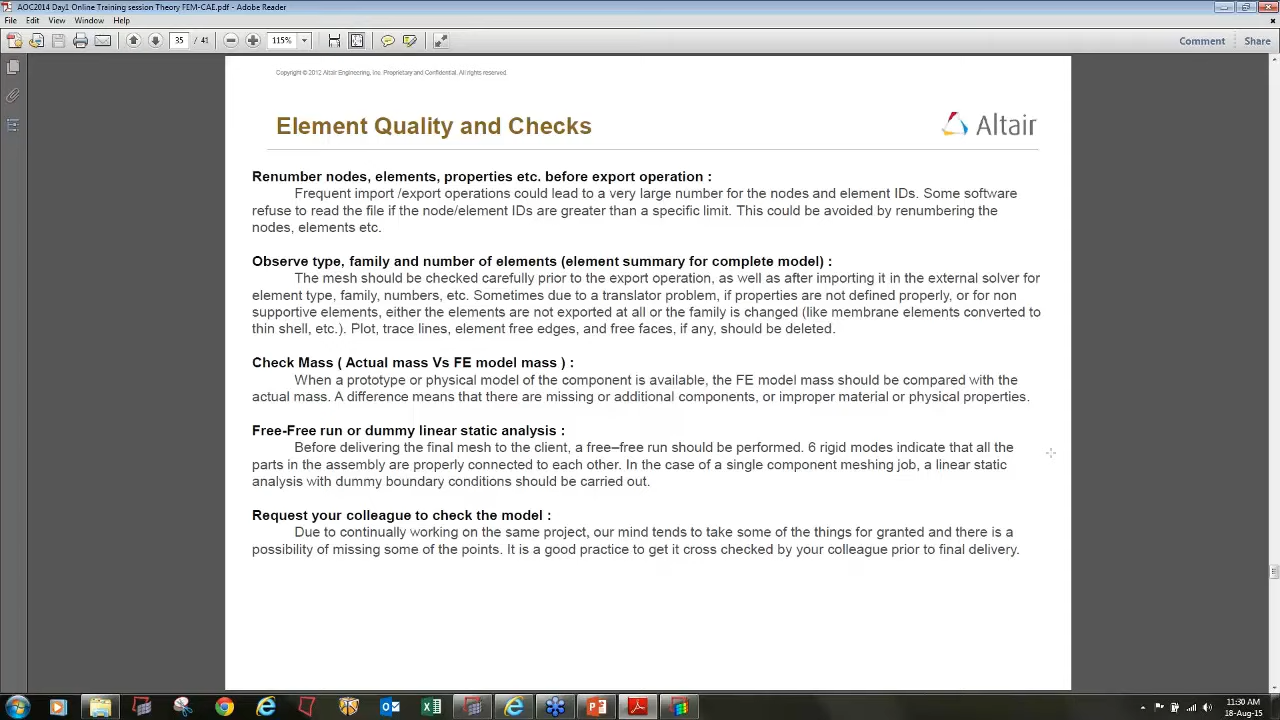 AOC2014 Day1 Online Training session Theory FEM-CAE.pdf - Adobe Reader
File Edit View Window Help
35 / 41 115% Comment Share
Copyright © 2012 Altair Engineering, Inc. Proprietary and Confidential. All rights reserved.
Element Quality and Checks
Altair
Renumber nodes, elements, properties etc. before export operation :
Frequent import /export operations could lead to a very large number for the nodes and element IDs. Some software
refuse to read the file if the node/element IDs are greater than a specific limit. This could be avoided by renumbering the
nodes, elements etc.
Observe type, family and number of elements (element summary for complete model) :
The mesh should be checked carefully prior to the export operation, as well as after importing it in the external solver for
element type, family, numbers, etc. Sometimes due to a translator problem, if properties are not defined properly, or for non
supportive elements, either the elements are not exported at all or the family is changed (like membrane elements converted to
thin shell, etc.). Plot, trace lines, element free edges, and free faces, if any, should be deleted.
Check Mass ( Actual mass Vs FE model mass ) :
When a prototype or physical model of the component is available, the FE model mass should be compared with the
actual mass. A difference means that there are missing or additional components, or improper material or physical properties.
Free-Free run or dummy linear static analysis :
Before delivering the final mesh to the client, a free–free run should be performed. 6 rigid modes indicate that all the
parts in the assembly are properly connected to each other. In the case of a single component meshing job, a linear static
analysis with dummy boundary conditions should be carried out.
Request your colleague to check the model :
Due to continually working on the same project, our mind tends to take some of the things for granted and there is a
possibility of missing some of the points. It is a good practice to get it cross checked by your colleague prior to final delivery.
11:30 AM
18-Aug-15